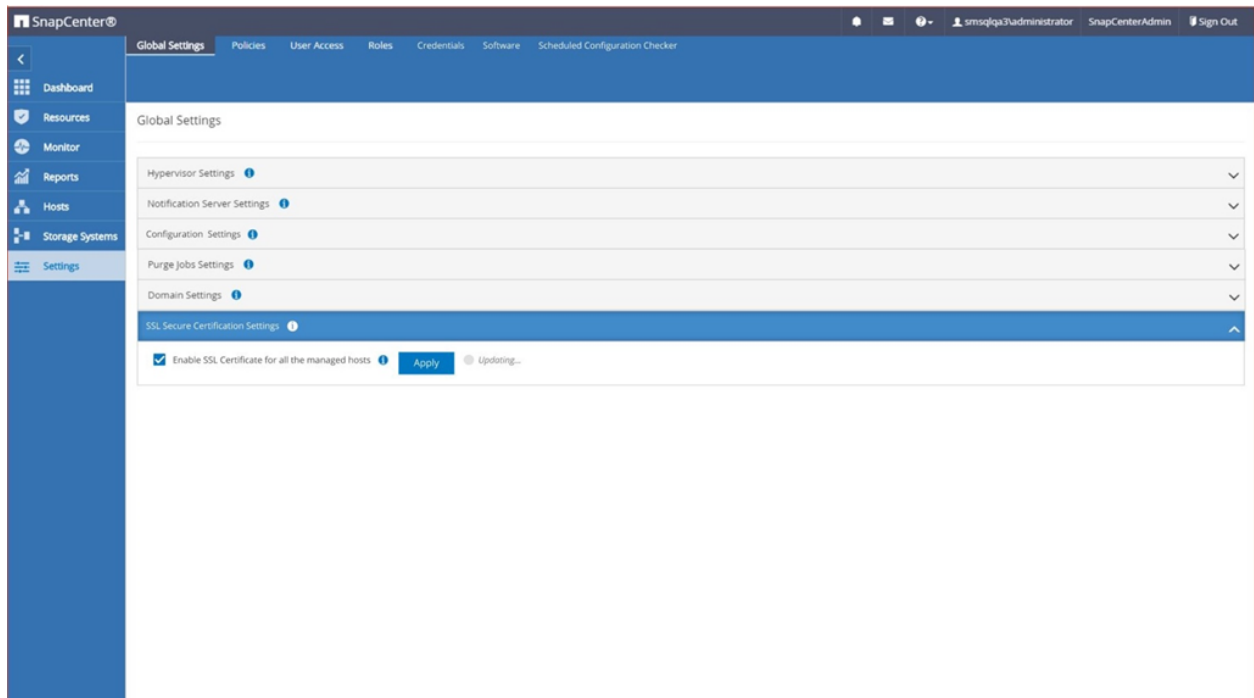 SnapCenter®
smsqlqa3\administrator SnapCenterAdmin Sign Out
Global Settings Policies User Access Roles Credentials Software Scheduled Configuration Checker
Dashboard
Resources
Monitor
Reports
Hosts
Storage Systems
Settings
Global Settings
Hypervisor Settings
Notification Server Settings
Configuration Settings
Purge Jobs Settings
Domain Settings
SSL Secure Certification Settings
Enable SSL Certificate for all the managed hosts Apply Updating...